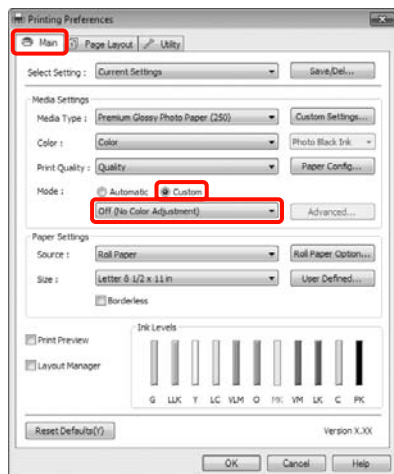 Printing Preferences
Main Page Layout Utility
Select Setting : Current Settings Save/Del...
Media Settings
Media Type : Premium Glossy Photo Paper (250) Custom Settings...
Color : Color Photo Black Ink
Print Quality : Quality Paper Config...
Mode : Automatic Custom
Off (No Color Adjustment) Advanced...
Paper Settings
Source : Roll Paper Roll Paper Option...
Size : Letter 8 1/2 x 11 in User Defined...
Borderless
Print Preview
Layout Manager
Ink Levels
G LLK Y LC VLM O MK VM LK C PK
Reset Defaults(Y) Version X.XX
OK Cancel Help